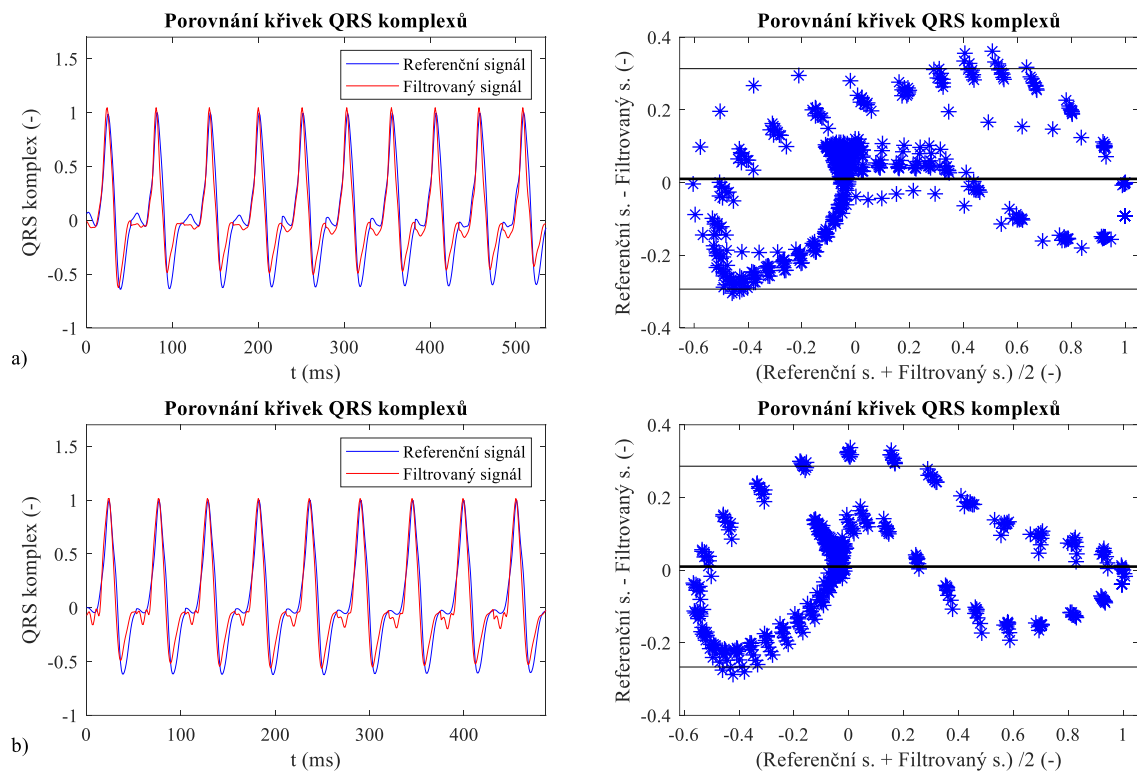 Porovnání křivek QRS komplexů
QRS komplex (-)
1.5
1
0.5
0
-0.5
-1
Referenční signál
Filtrovaný signál
0 100 200 300 400 500
t (ms)
a)
Porovnání křivek QRS komplexů
Referenční s. - Filtrovaný s. (-)
0.4
0.2
0
-0.2
-0.4
-0.6 -0.4 -0.2 0 0.2 0.4 0.6 0.8 1
(Referenční s. + Filtrovaný s.) /2 (-)
Porovnání křivek QRS komplexů
QRS komplex (-)
1.5
1
0.5
0
-0.5
-1
Referenční signál
Filtrovaný signál
0 100 200 300 400
t (ms)
b)
Porovnání křivek QRS komplexů
Referenční s. - Filtrovaný s. (-)
0.4
0.2
0
-0.2
-0.4
-0.6 -0.4 -0.2 0 0.2 0.4 0.6 0.8 1
(Referenční s. + Filtrovaný s.) /2 (-)